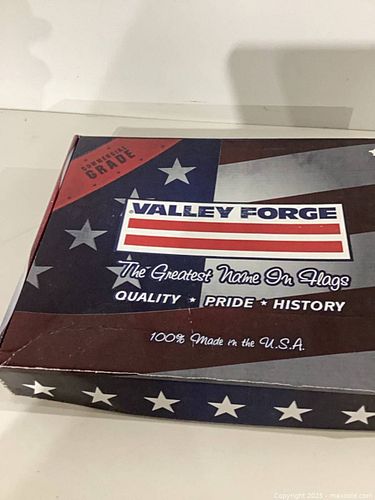 COMMERCIAL
GRADE
VALLEY FORGE
The Greatest Name In Flags
QUALITY ★ PRIDE ★ HISTORY
100% Made in the U.S.A.
Copyright 2025 - maxsold.com